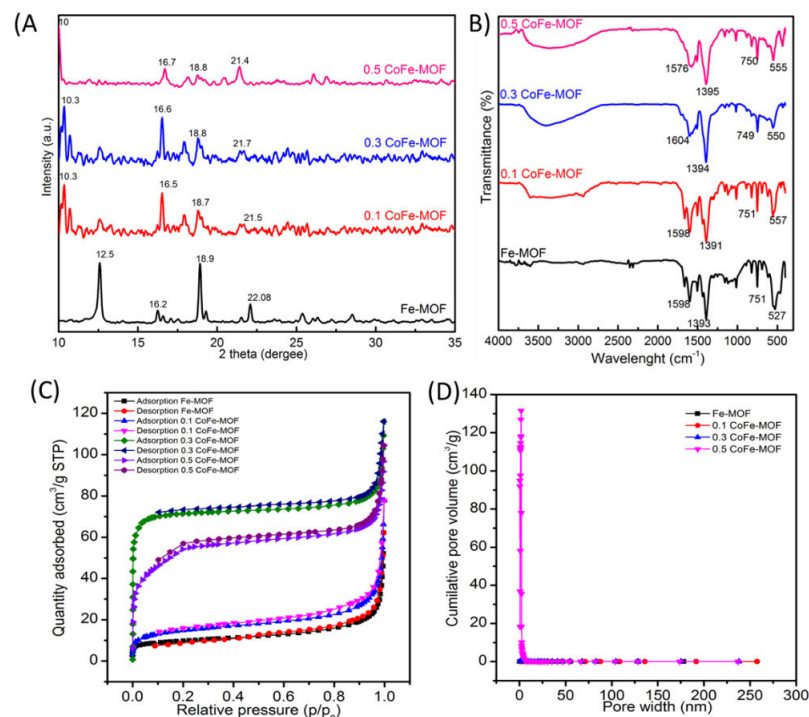 (A)
Intensity (a.u.)
10
16.7
18.8
21.4
0.5 CoFe-MOF
10.3
16.6
18.8
21.7
0.3 CoFe-MOF
10.3
16.5
18.7
21.5
0.1 CoFe-MOF
12.5
16.2
18.9
22.08
Fe-MOF
10 15 20 25 30 35
2 theta (dergee)
(B)
Transmittance (%)
0.5 CoFe-MOF
1576
1395
750
555
0.3 CoFe-MOF
1604
1394
749
550
0.1 CoFe-MOF
1598
1391
751
557
Fe-MOF
1598
1393
751
527
4000 3500 3000 2500 2000 1500 1000 500
Wavelenght (cm-1)
(C)
Quantity adsorbed (cm3/g STP)
Adsorption Fe-MOF
Desorption Fe-MOF
Adsorption 0.1 CoFe-MOF
Desorption 0.1 CoFe-MOF
Adsorption 0.3 CoFe-MOF
Desorption 0.3 CoFe-MOF
Adsorption 0.5 CoFe-MOF
Desorption 0.5 CoFe-MOF
120
100
80
60
40
20
0
0.0 0.2 0.4 0.6 0.8 1.0
Relative pressure (p/po)
(D)
Cumilative pore volume (cm3/g)
Fe-MOF
0.1 CoFe-MOF
0.3 CoFe-MOF
0.5 CoFe-MOF
140
130
120
110
100
90
80
70
60
50
40
30
20
10
0
0 50 100 150 200 250 300
Pore width (nm)